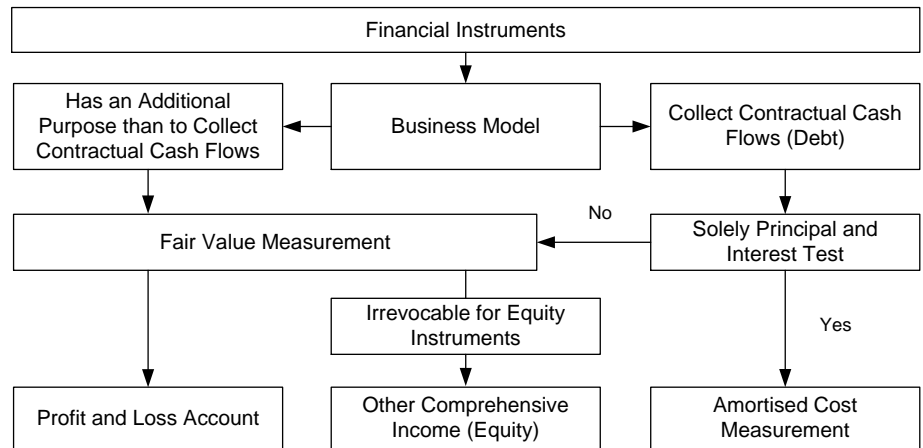 Financial Instruments
Has an Additional
Purpose than to Collect
Contractual Cash Flows
Business Model
Collect Contractual Cash
Flows (Debt)
No
Fair Value Measurement
Solely Principal and
Interest Test
Irrevocable for Equity
Instruments
Yes
Profit and Loss Account
Other Comprehensive
Income (Equity)
Amortised Cost
Measurement